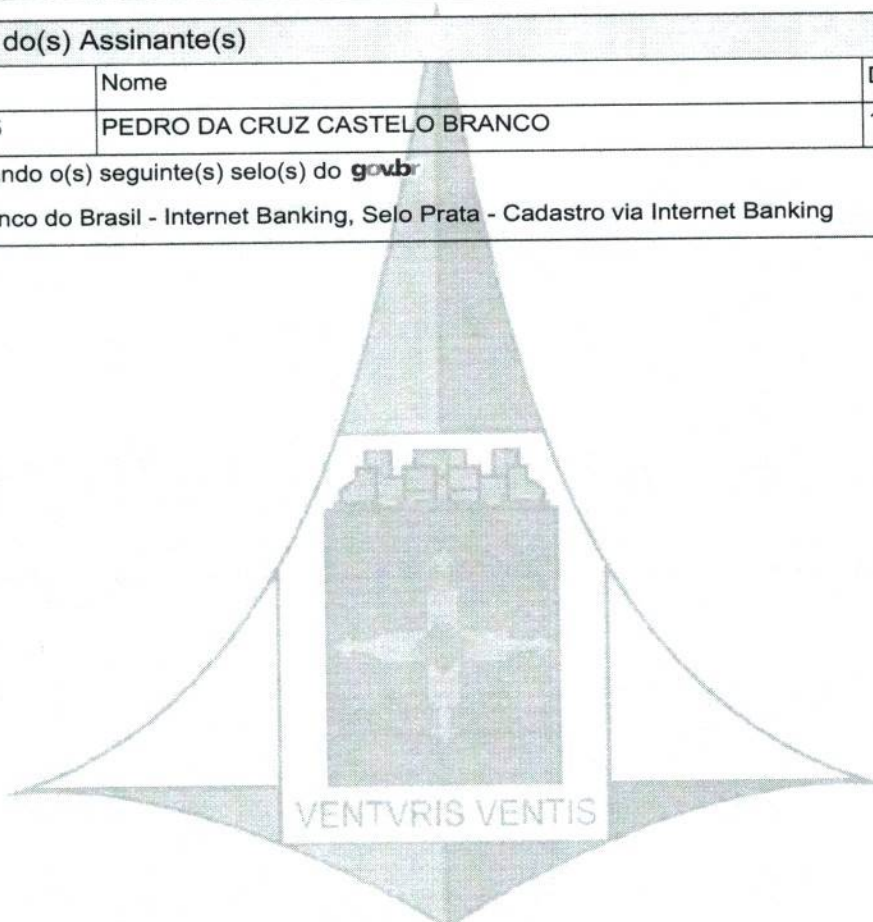 do(s) Assinante(s)
Nome
PEDRO DA CRUZ CASTELO BRANCO
ndo o(s) seguinte(s) selo(s) do gov.br
nco do Brasil - Internet Banking, Selo Prata - Cadastro via Internet Banking
VENTVRIS VENTIS